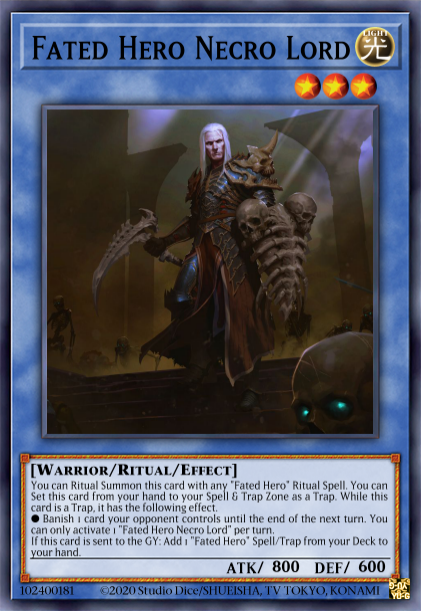 Fated Hero Necro Lord
LIGHT
光
[Warrior/Ritual/Effect]
You can Ritual Summon this card with any "Fated Hero" Ritual Spell. You can
Set this card from your hand to your Spell & Trap Zone as a Trap. While this
card is a Trap, it has the following effect.
● Banish 1 card your opponent controls until the end of the next turn. You
can only activate 1 "Fated Hero Necro Lord" per turn.
If this card is sent to the GY: Add 1 "Fated Hero" Spell/Trap from your Deck to
your hand.
ATK/ 800 DEF/ 600
102400181 ©2020 Studio Dice/SHUEISHA, TV TOKYO, KONAMI